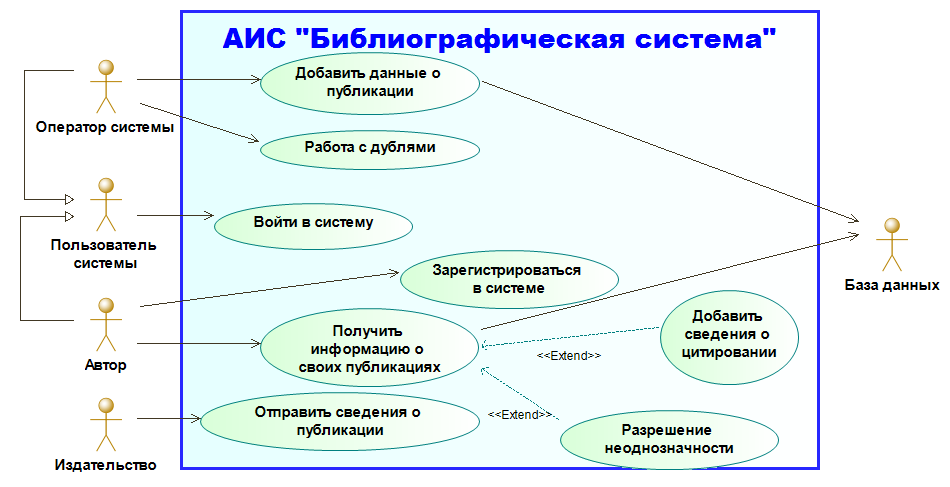 АИС "Библиографическая система"
Добавить данные о
публикации
Оператор системы
Работа с дублями
Войти в систему
Пользователь
системы
Зарегистрироваться
в системе
База данных
Получить
информацию о
своих публикациях
Добавить
сведения о
цитировании
<<Extend>>
Автор
Отправить сведения о
публикации
<<Extend>>
Разрешение
неоднозначности
Издательство